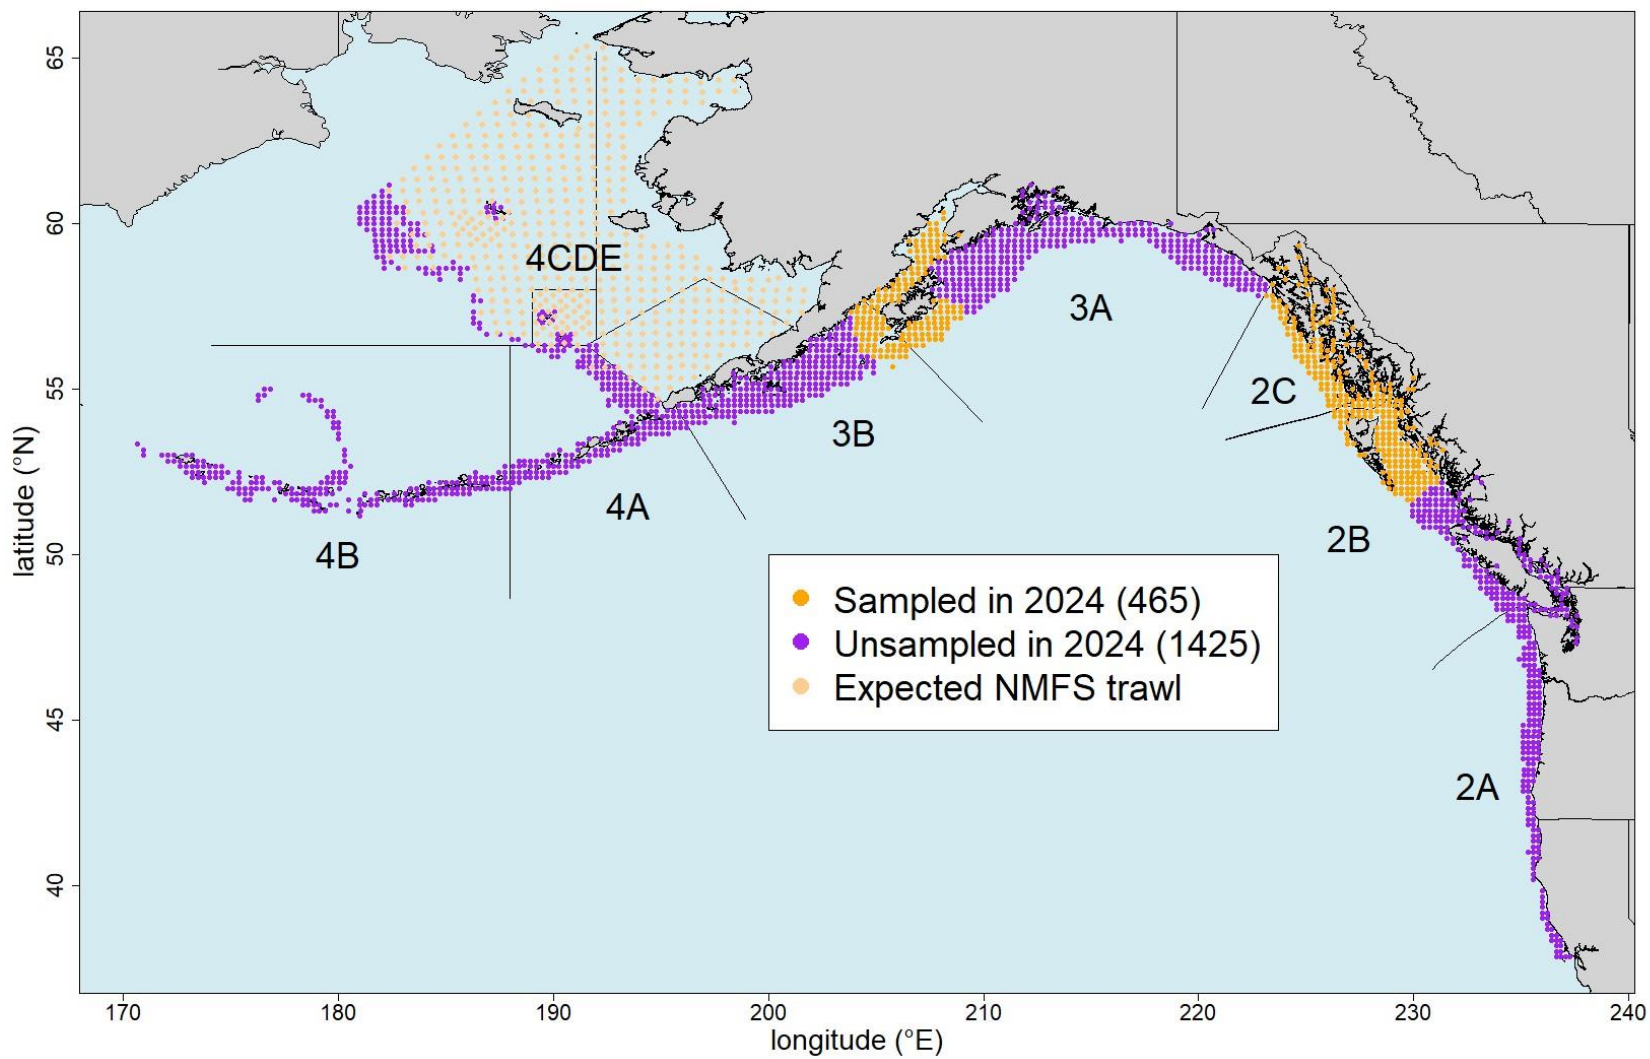 65
60
55
50
45
40
latitude (°N)
4CDE
3A
2C
3B
4A
2B
4B
Sampled in 2024 (465)
Unsampled in 2024 (1425)
Expected NMFS trawl
2A
170
180
190
200
210
220
230
240
longitude (°E)